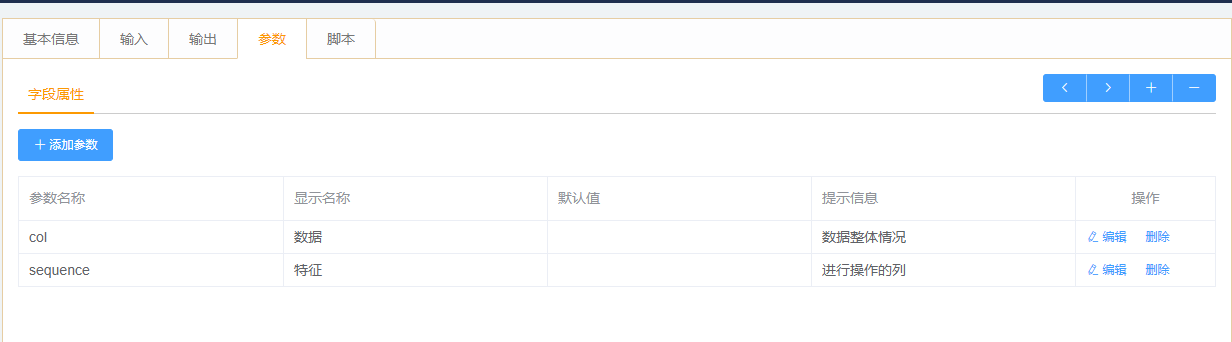 基本信息 输入 输出 参数 脚本
字段属性
添加参数
参数名称 显示名称 默认值 提示信息 操作
col 数据 数据整体情况 编辑 删除
sequence 特征 进行操作的列 编辑 删除